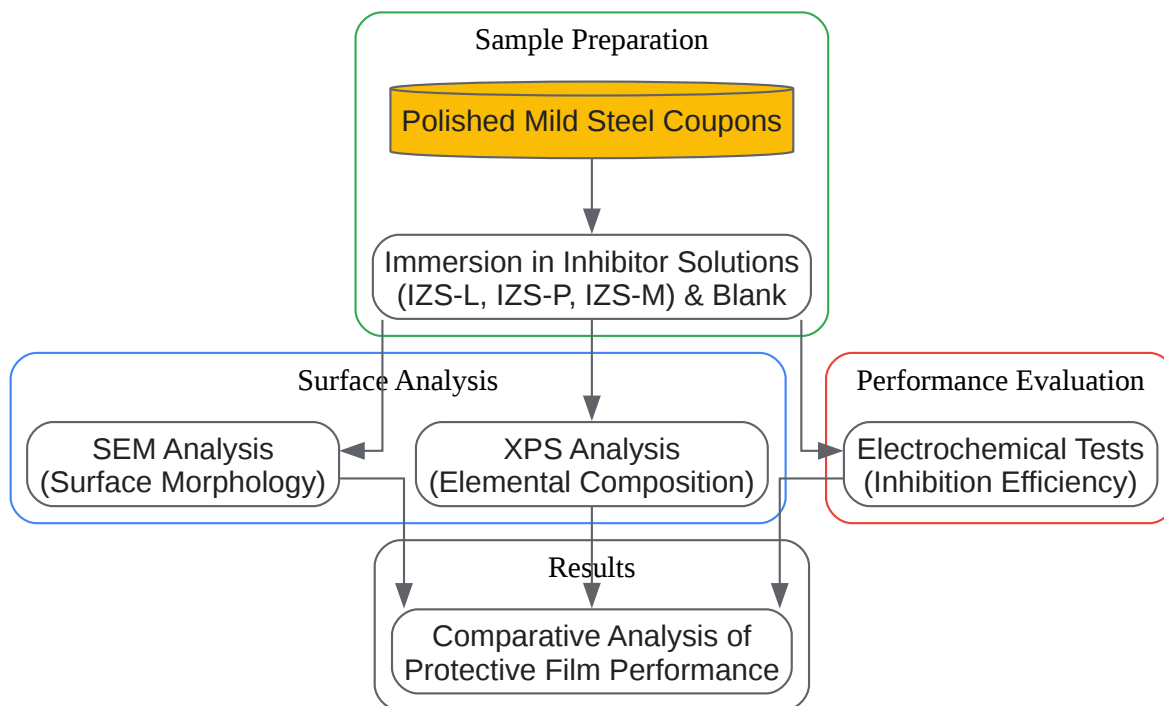 Sample Preparation
Polished Mild Steel Coupons
Immersion in Inhibitor Solutions
(IZS-L, IZS-P, IZS-M) & Blank
Surface Analysis
Performance Evaluation
SEM Analysis
(Surface Morphology)
XPS Analysis
(Elemental Composition)
Electrochemical Tests
(Inhibition Efficiency)
Results
Comparative Analysis of
Protective Film Performance